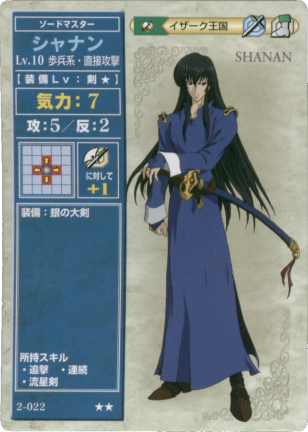 ソードマスター
シャナン
Lv.10 歩兵系・直接攻撃
[装備Lv:剣★]
気力:7
攻:5/反:2
に対して
+1
装備:銀の大剣
所持スキル
・追撃 ・連続
・流星剣
2-022 ★★
イザーク王国
SHANAN